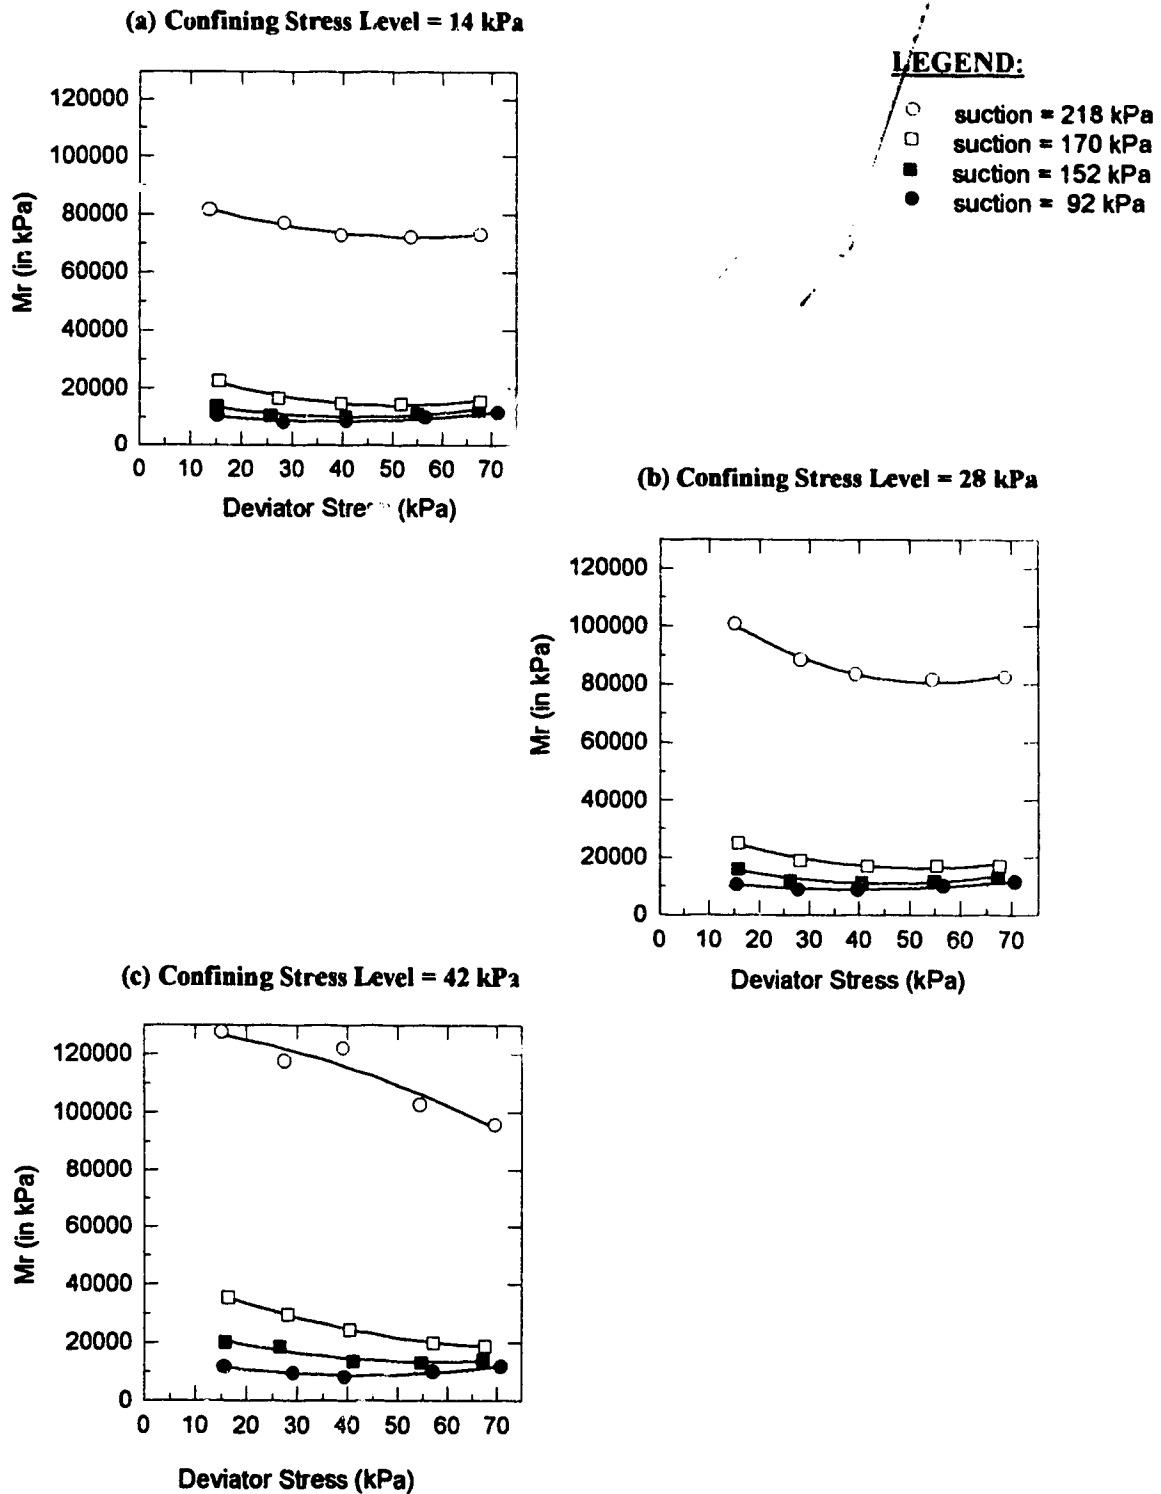 (a) Confining Stress Level = 14 kPa
LEGEND:
suction = 218 kPa
suction = 170 kPa
suction = 152 kPa
suction = 92 kPa
120000
100000
80000
60000
40000
20000
0
Mr (in kPa)
0 10 20 30 40 50 60 70
Deviator (kPa)
(b) Confining Stress Level = 28 kPa
120000
100000
80000
60000
40000
20000
0
Mr (in kPa)
0 10 20 30 40 50 60 70
Deviator Stress (kPa)
(c) Confining Stress Level = 42 kPa
120000
100000
80000
60000
40000
20000
0
Mr (in kPa)
0 10 20 30 40 50 60 70
Deviator Stress (kPa)